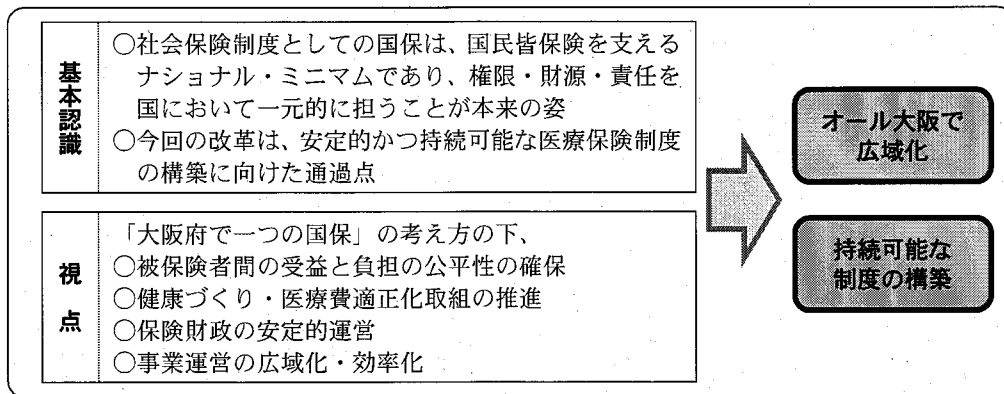 基本認識
○社会保険制度としての国保は、国民皆保険を支える
ナショナル・ミニマムであり、権限・財源・責任を
国において一元的に担うことが本来の姿
○今回の改革は、安定的かつ持続可能な医療保険制度
の構築に向けた通過点
視点
「大阪府で一つの国保」の考え方の下、
○被保険者間の受益と負担の公平性の確保
○健康づくり・医療費適正化取組の推進
○保険財政の安定的運営
○事業運営の広域化・効率化
オール大阪で
広域化
持続可能な
制度の構築